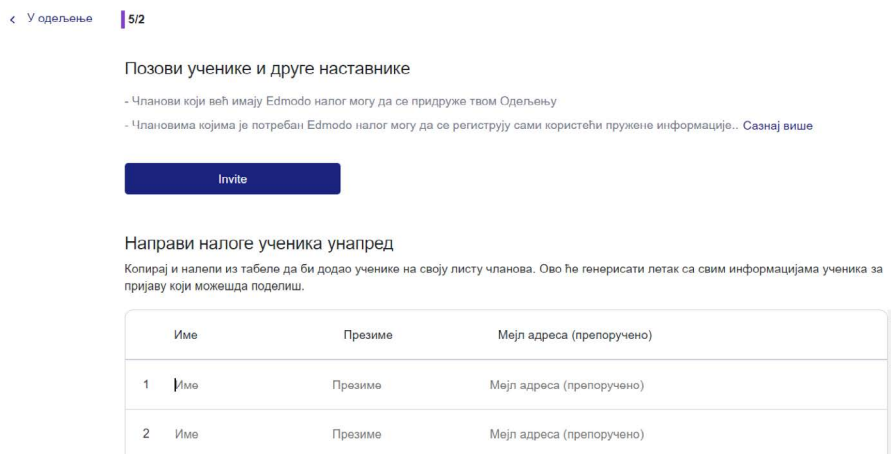 У одељење
5/2
Позови ученике и друге наставнике
- Чланови који већ имају Edmodo налог могу да се придруже твом Одељењу
- Члановима којима је потребан Edmodo налог могу да се региструју сами користећи пружене информације.. Сазнај више
Invite
Направи налоге ученика унапред
Копирај и налепи из табеле да би додао ученике на своју листу чланова. Ово ће генерисати летак са свим информацијама ученика за
пријаву који можешда поделиш.
Име Презиме Мејл адреса (препоручено)
1 Име Презиме Мејл адреса (препоручено)
2 Име Презиме Мејл адреса (препоручено)